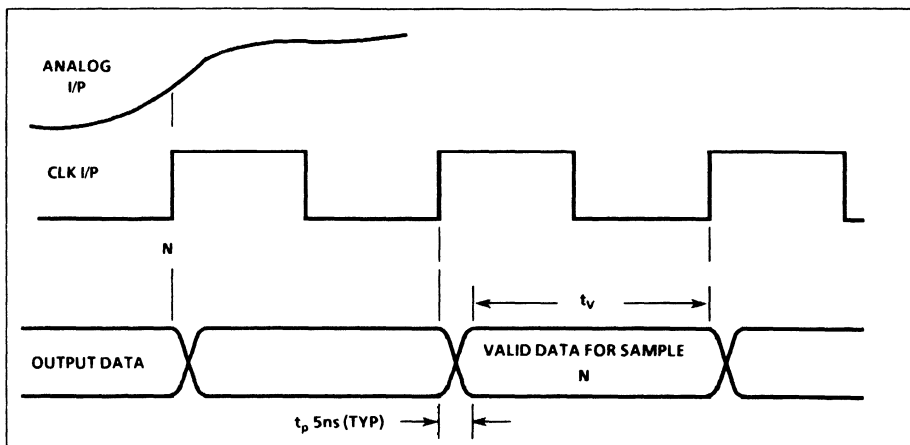 ANALOG
I/P
CLK I/P
N
tV
OUTPUT DATA
VALID DATA FOR SAMPLE
N
tp 5ns (TYP)